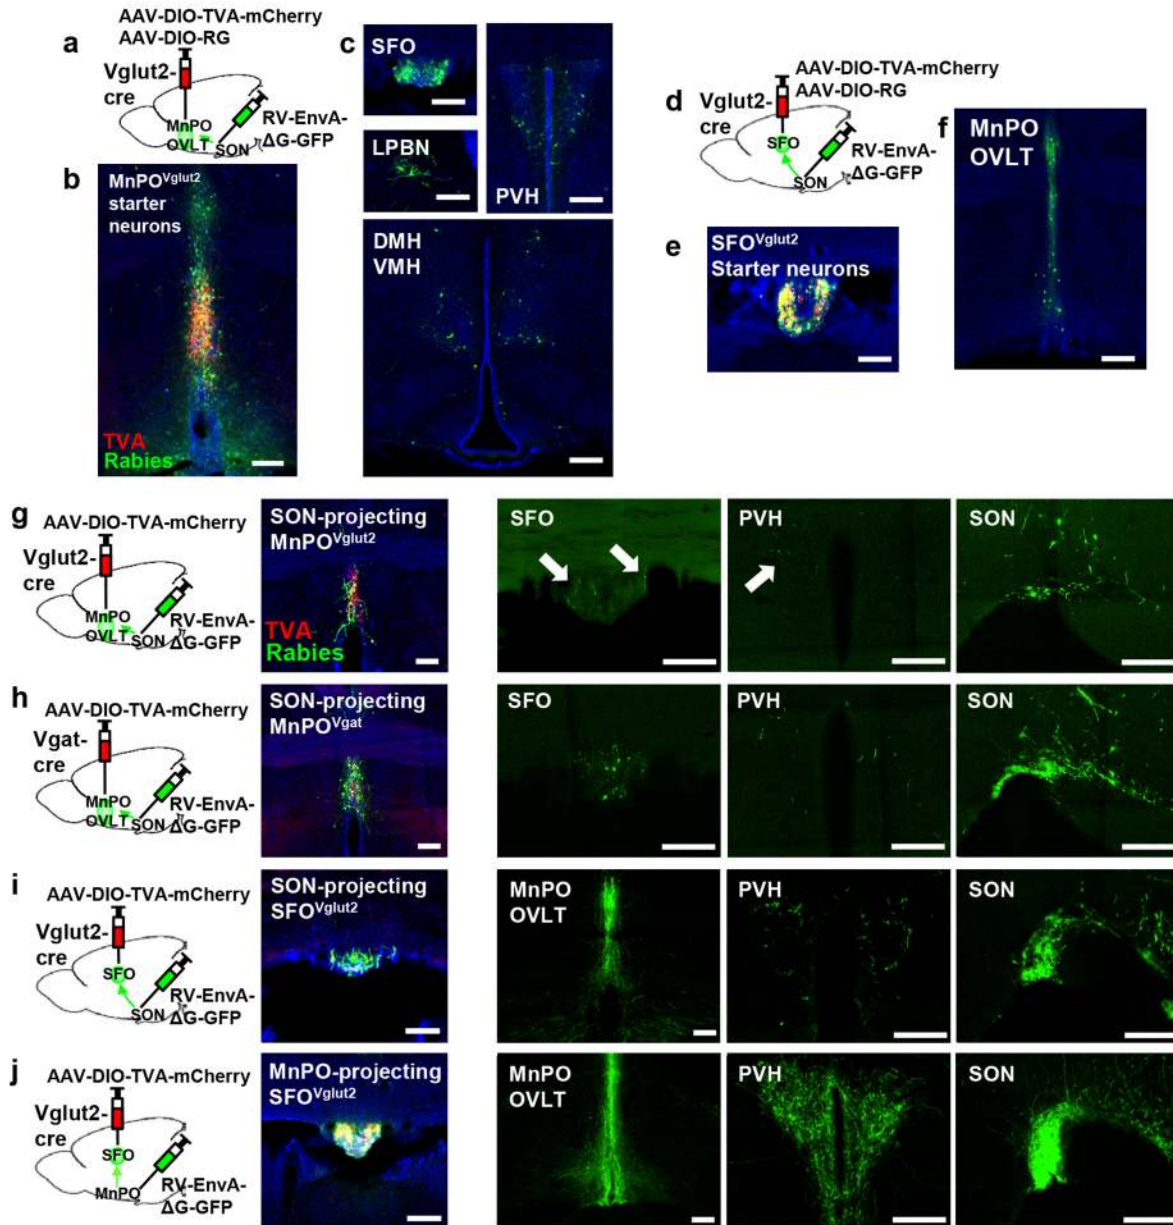 a
AAV-DIO-TVA-mCherry
AAV-DIO-RG
Vglut2-
cre
MnPO
OVLT
SON
RV-EnvA-
ΔG-GFP
b
MnPOVglut2
starter
neurons
TVA
Rabies
c
SFO
LPBN
PVH
DMH
VMH
d
AAV-DIO-TVA-mCherry
AAV-DIO-RG
Vglut2-
cre
SFO
SON
RV-EnvA-
ΔG-GFP
e
SFOVglut2
Starter neurons
f
MnPO
OVLT
g
AAV-DIO-TVA-mCherry
Vglut2-
cre
MnPO
OVLT
SON
RV-EnvA-
ΔG-GFP
SON-projecting
MnPOVglut2
TVA
Rabies
SFO
PVH
SON
h
AAV-DIO-TVA-mCherry
Vgat-
cre
MnPO
OVLT
SON
RV-EnvA-
ΔG-GFP
SON-projecting
MnPOVgat
SFO
PVH
SON
i
AAV-DIO-TVA-mCherry
Vglut2-
cre
SFO
SON
RV-EnvA-
ΔG-GFP
SON-projecting
SFOVglut2
MnPO
OVLT
PVH
SON
j
AAV-DIO-TVA-mCherry
Vglut2-
cre
SFO
MnPO
RV-EnvA-
ΔG-GFP
MnPO-projecting
SFOVglut2
MnPO
OVLT
PVH
SON